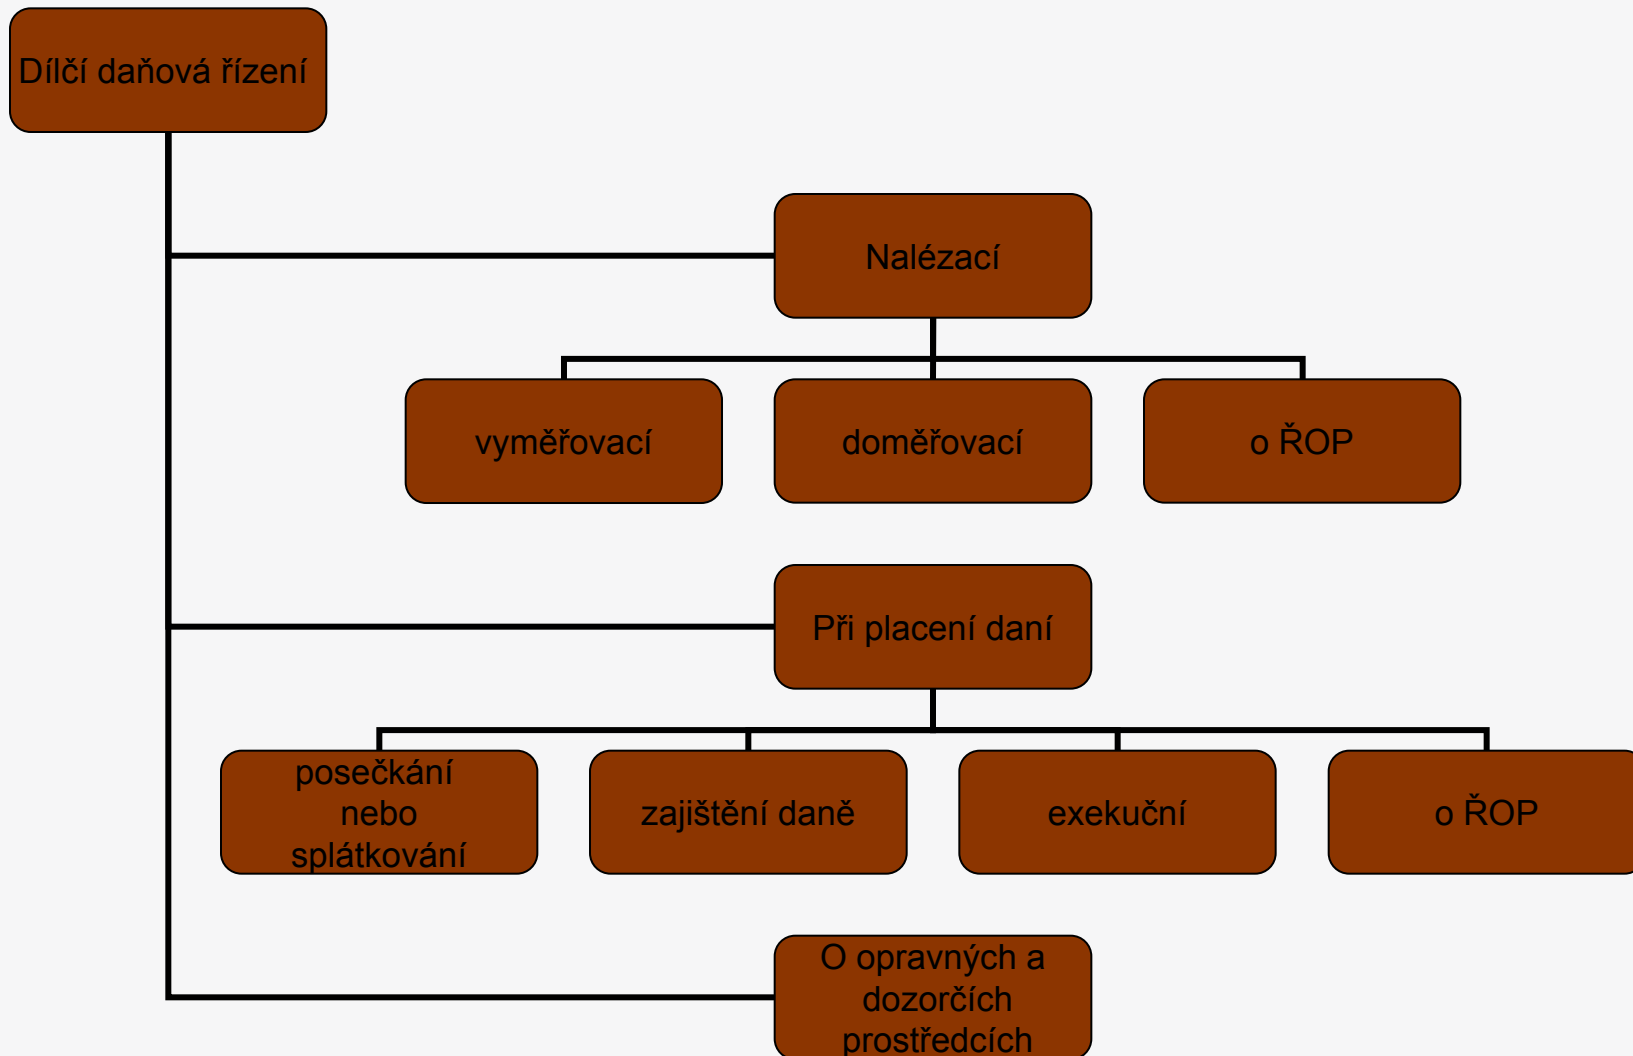 Dílčí daňová řízení
Nalézací
vyměřovací
doměřovací
o ŘOP
Při placení daní
posečkání
nebo
splátkování
zajištění daně
exekuční
o ŘOP
O opravných a
dozorčích
prostředcích